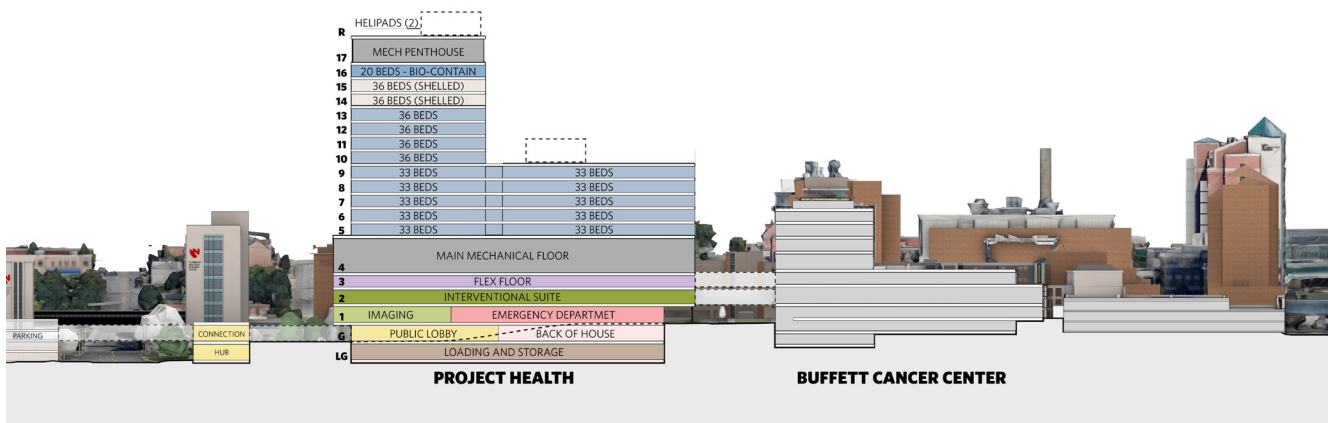 HELIPADS (2)
R
MECH PENTHOUSE
17
16 20 BEDS - BIO-CONTAIN
15 36 BEDS (SHELLED)
14 36 BEDS (SHELLED)
13 36 BEDS
12 36 BEDS
11 36 BEDS
10 36 BEDS
9 33 BEDS 33 BEDS
8 33 BEDS 33 BEDS
7 33 BEDS 33 BEDS
6 33 BEDS 33 BEDS
5 33 BEDS 33 BEDS
MAIN MECHANICAL FLOOR
4
3 FLEX FLOOR
2 INTERVENTIONAL SUITE
1 IMAGING EMERGENCY DEPARTMET
PARKING CONNECTION G PUBLIC LOBBY BACK OF HOUSE
HUB LG LOADING AND STORAGE
PROJECT HEALTH BUFFETT CANCER CENTER